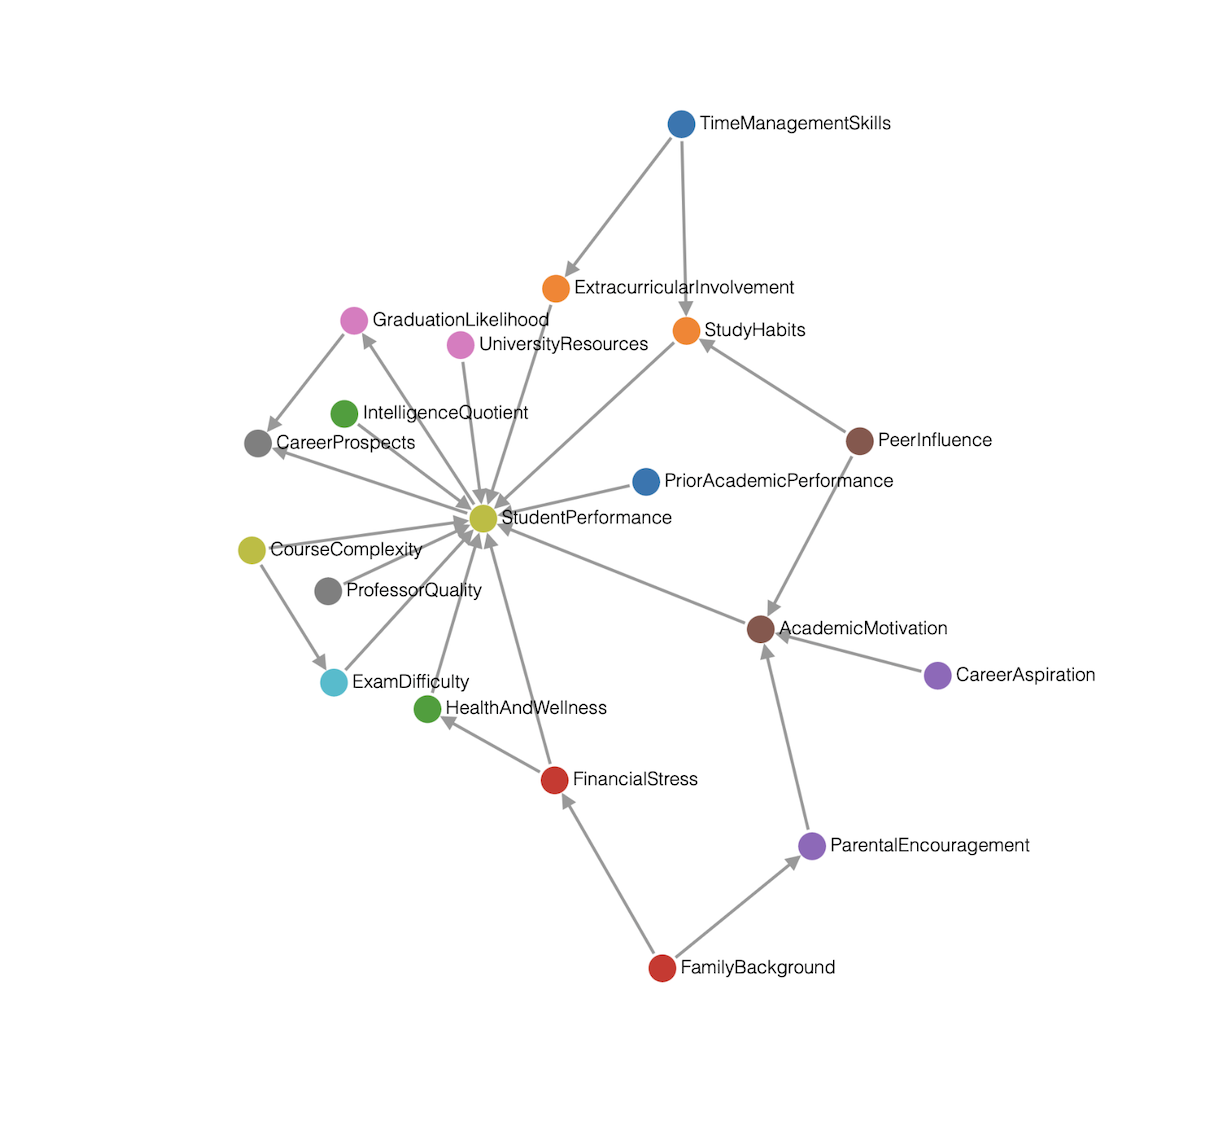 TimeManagementSkills
ExtracurricularInvolvement
GraduationLikelihood
StudyHabits
UniversityResources
IntelligenceQuotient
CareerProspects
PeerInfluence
PriorAcademicPerformance
StudentPerformance
CourseComplexity
ProfessorQuality
AcademicMotivation
CareerAspiration
ExamDifficulty
HealthAndWellness
FinancialStress
ParentalEncouragement
FamilyBackground